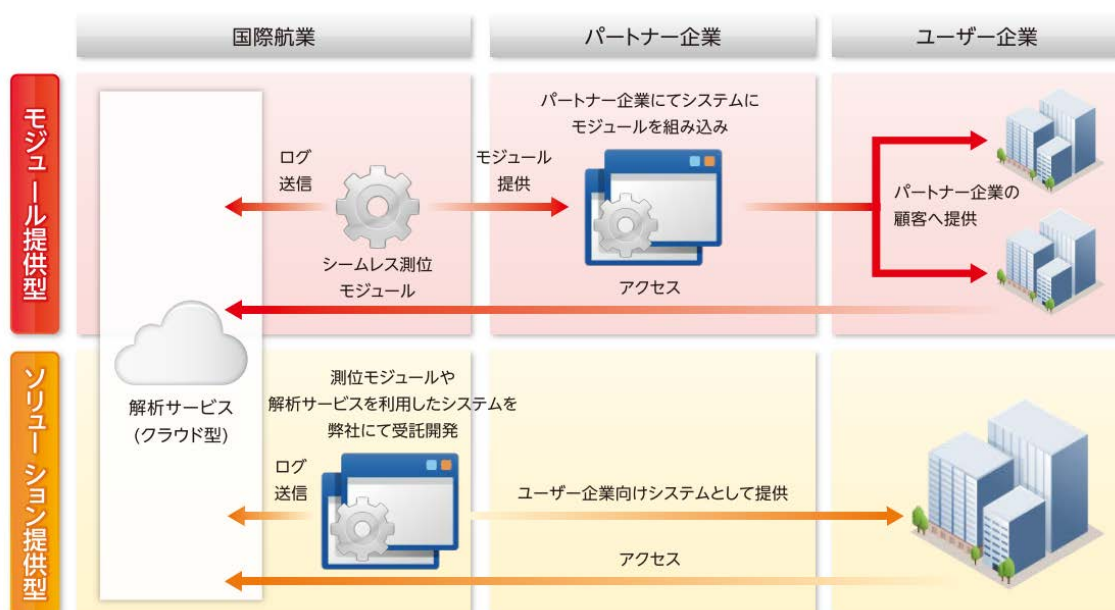 国際航業
パートナー企業
ユーザー企業
モジュール提供型
パートナー企業にてシステムに
モジュールを組み込み
ログ
送信
モジュール
提供
パートナー企業の
顧客へ提供
シームレス測位
モジュール
アクセス
解析サービス
(クラウド型)
ソリューション提供型
測位モジュールや
解析サービスを利用したシステムを
弊社にて受託開発
ログ
送信
ユーザー企業向けシステムとして提供
アクセス